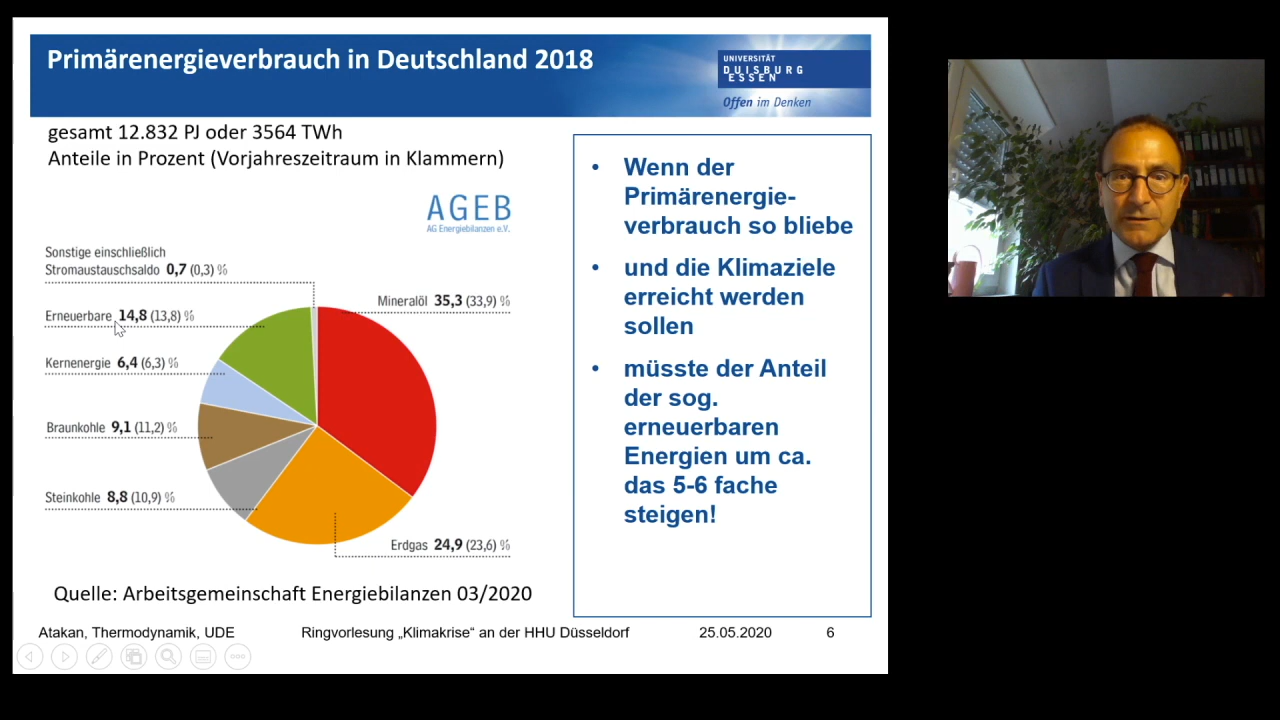 Primärenergieverbrauch in Deutschland 2018
UNIVERSITÄT
DUISBURG
ESSEN
Offen im Denken
gesamt 12.832 PJ oder 3564 TWh
Anteile in Prozent (Vorjahreszeitraum in Klammern)
AGEB
AG Energiebilanzen e.V.
Sonstige einschließlich
Stromaustauschsaldo 0,7 (0,3) %
Mineralöl 35,3 (33,9) %
Erneuerbare 14,8 (13,8) %
Kernenergie 6,4 (6,3) %
Braunkohle 9,1 (11,2) %
Steinkohle 8,8 (10,9) %
Erdgas 24,9 (23,6) %
Quelle: Arbeitsgemeinschaft Energiebilanzen 03/2020
• Wenn der
Primärenergie-
verbrauch so bliebe
• und die Klimaziele
erreicht werden
sollen
• müsste der Anteil
der sog.
erneuerbaren
Energien um ca.
das 5-6 fache
steigen!
Atakan, Thermodynamik, UDE
Ringvorlesung „Klimakrise“ an der HHU Düsseldorf
25.05.2020
6